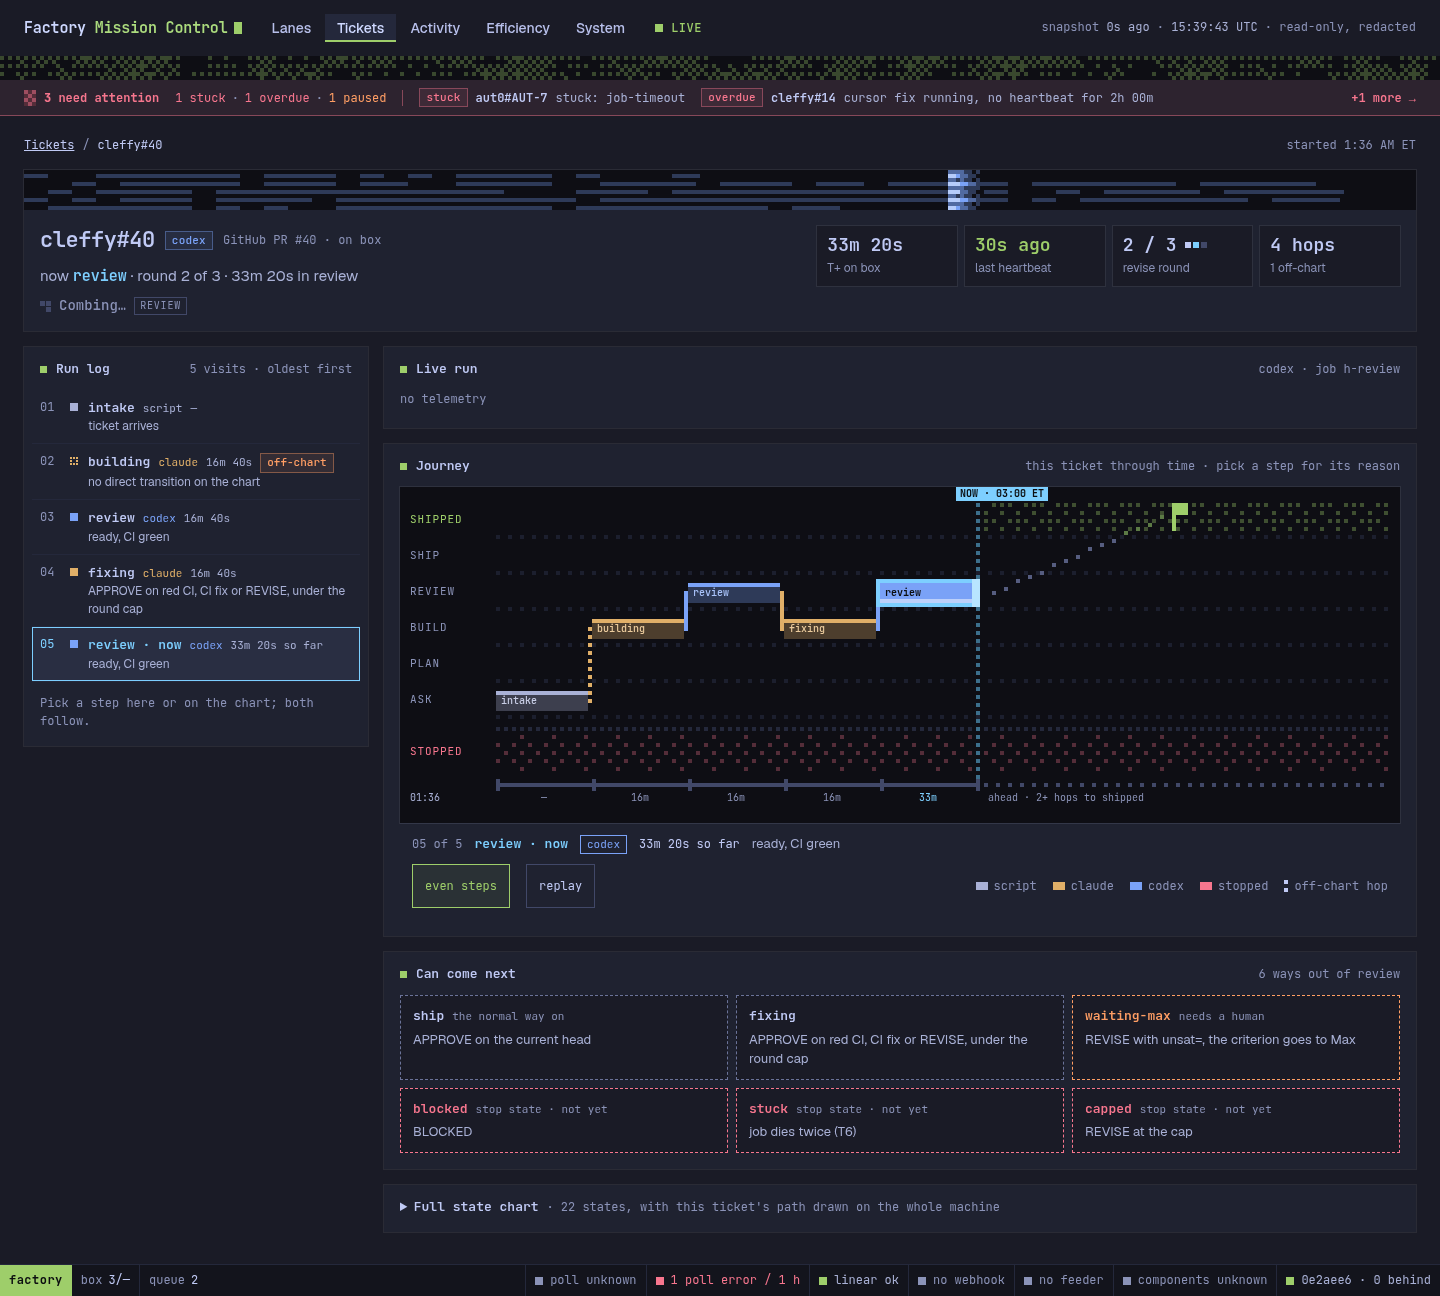 Factory Mission Control Lanes Tickets Activity Efficiency System LIVE snapshot 0s ago · 15:39:43 UTC · read-only, redacted
3 need attention 1 stuck · 1 overdue · 1 paused stuck aut0#AUT-7 stuck: job-timeout overdue cleffy#14 cursor fix running, no heartbeat for 2h 00m +1 more →
Tickets / cleffy#40 started 1:36 AM ET
cleffy#40 codex GitHub PR #40 · on box
now review · round 2 of 3 · 33m 20s in review
Combing… REVIEW
33m 20s
T+ on box
30s ago
last heartbeat
2 / 3
revise round
4 hops
1 off-chart
Run log 5 visits · oldest first
01 intake script —
ticket arrives
02 building claude 16m 40s off-chart
no direct transition on the chart
03 review codex 16m 40s
ready, CI green
04 fixing claude 16m 40s
APPROVE on red CI, CI fix or REVISE, under the
round cap
05 review · now codex 33m 20s so far
ready, CI green
Pick a step here or on the chart; both
follow.
Live run codex · job h-review
no telemetry
Journey this ticket through time · pick a step for its reason
NOW · 03:00 ET
SHIPPED
SHIP
REVIEW review review
BUILD building fixing
PLAN
ASK intake
STOPPED
01:36 — 16m 16m 16m 33m ahead · 2+ hops to shipped
05 of 5 review · now codex 33m 20s so far ready, CI green
even steps replay script claude codex stopped off-chart hop
Can come next 6 ways out of review
ship the normal way on
APPROVE on the current head
fixing
APPROVE on red CI, CI fix or REVISE, under the
round cap
waiting-max needs a human
REVISE with unsat=, the criterion goes to Max
blocked stop state · not yet
BLOCKED
stuck stop state · not yet
job dies twice (T6)
capped stop state · not yet
REVISE at the cap
Full state chart · 22 states, with this ticket's path drawn on the whole machine
factory box 3/— queue 2 poll unknown 1 poll error / 1 h linear ok no webhook no feeder components unknown 0e2aee6 · 0 behind